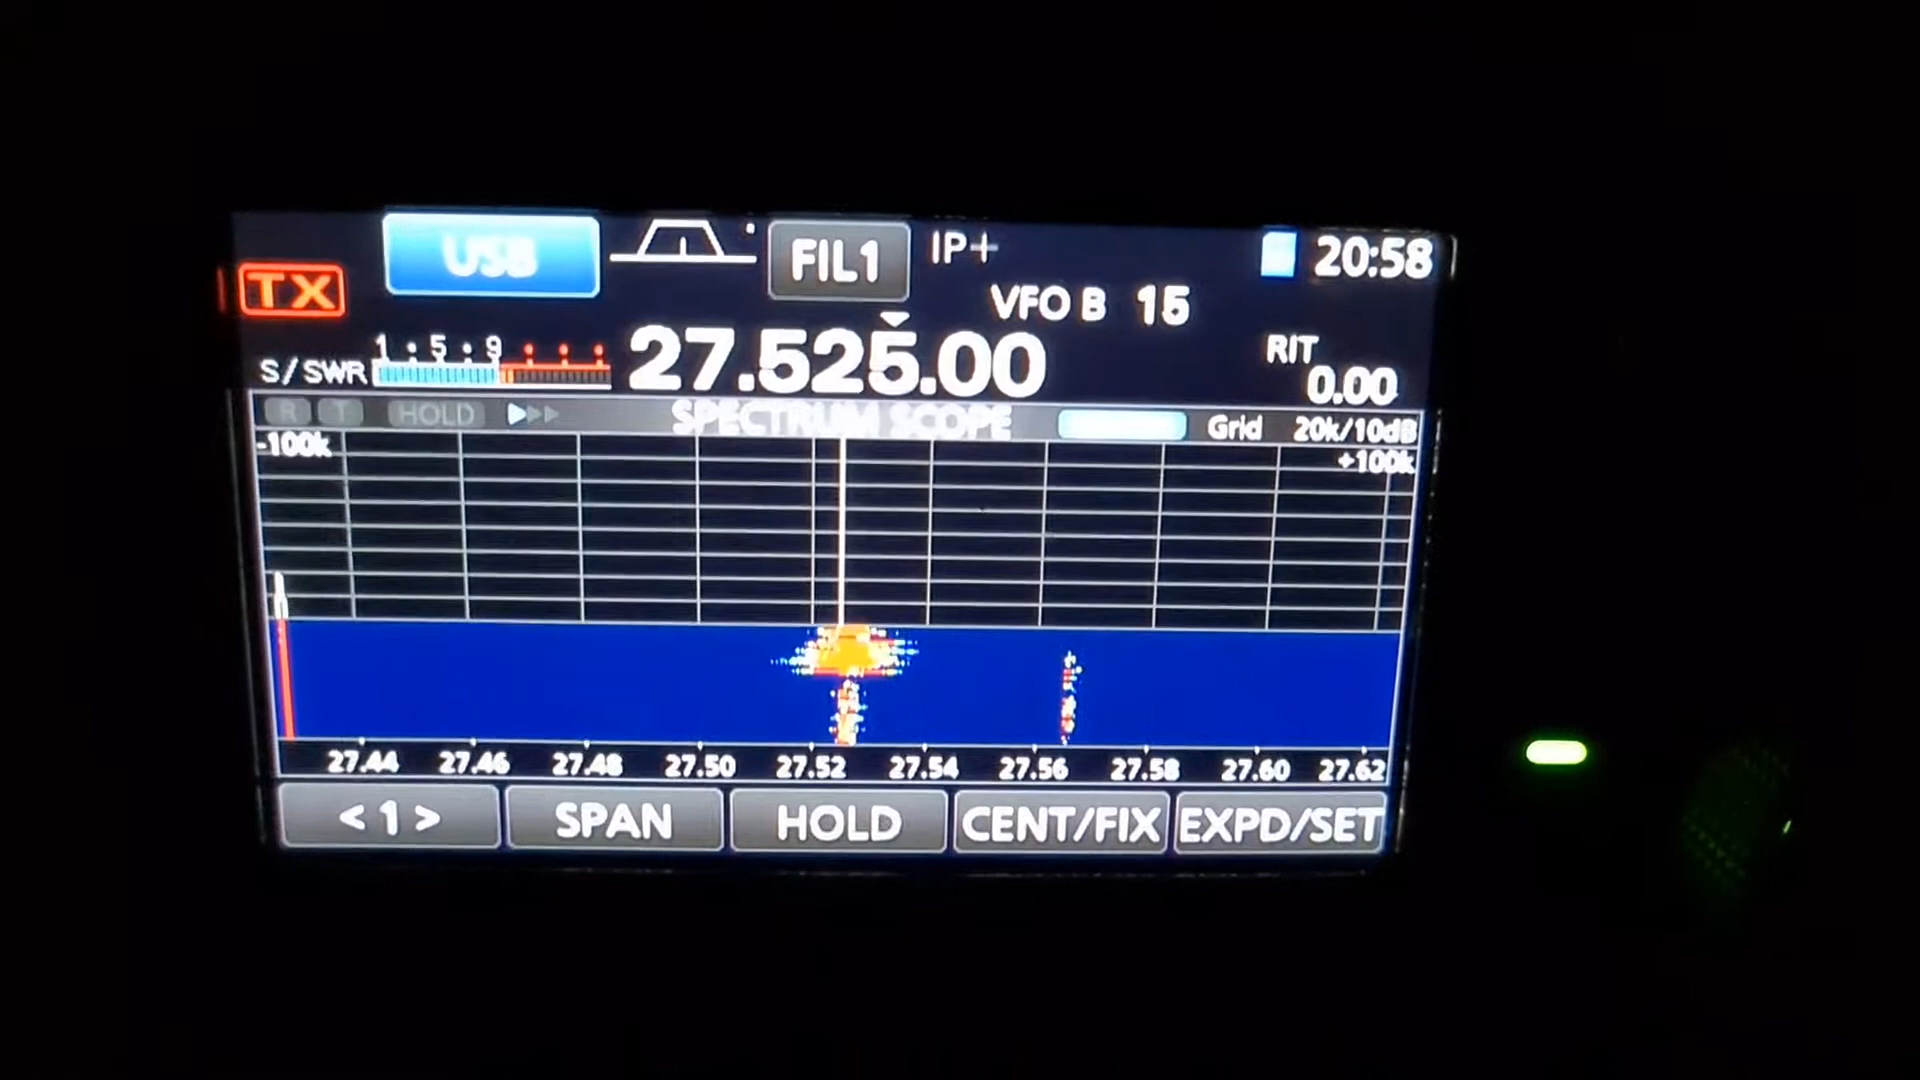 USB FIL1 IP+ 20:58
TX VFO B 15
S/SWR 1 5 9 27.525.00 RIT
0.00
R T HOLD SPECTRUM SCOPE Grid 20k/10dB
-100k +100k
27.44 27.46 27.48 27.50 27.52 27.54 27.56 27.58 27.60 27.62
<1> SPAN HOLD CENT/FIX EXPD/SET